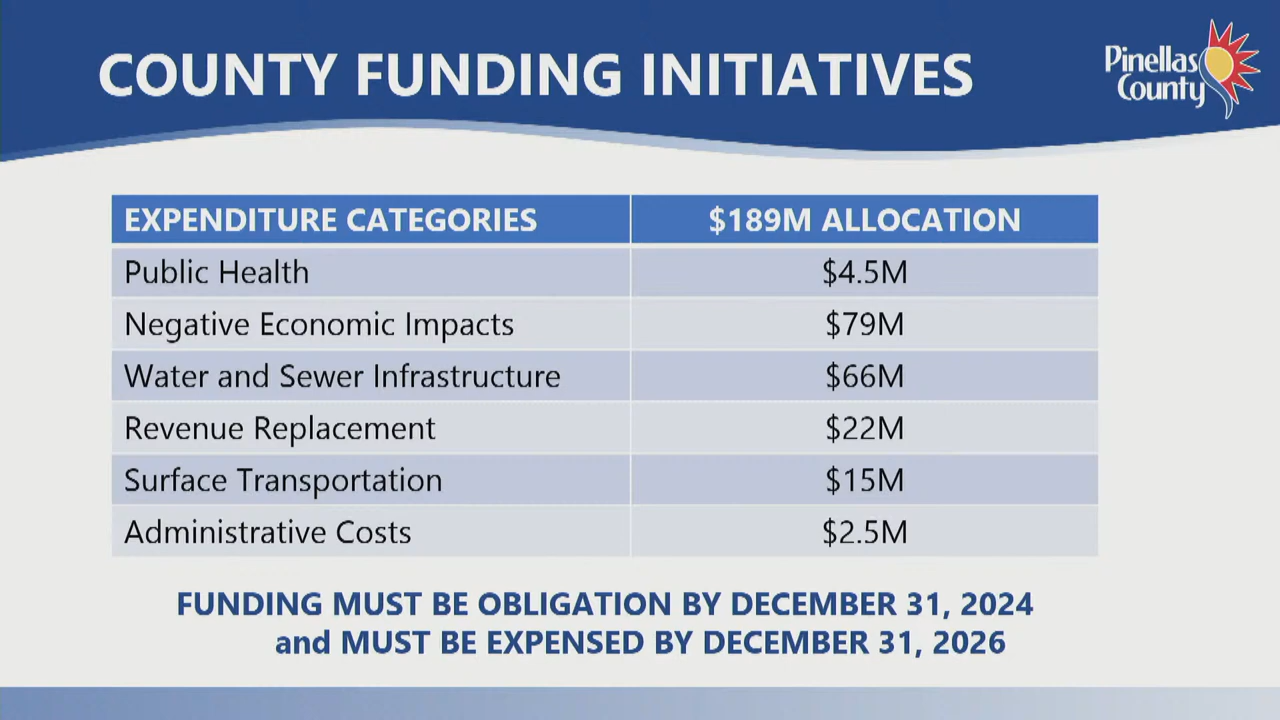 COUNTY FUNDING INITIATIVES
Pinellas
County
EXPENDITURE CATEGORIES $189M ALLOCATION
Public Health $4.5M
Negative Economic Impacts $79M
Water and Sewer Infrastructure $66M
Revenue Replacement $22M
Surface Transportation $15M
Administrative Costs $2.5M
FUNDING MUST BE OBLIGATION BY DECEMBER 31, 2024
and MUST BE EXPENSED BY DECEMBER 31, 2026